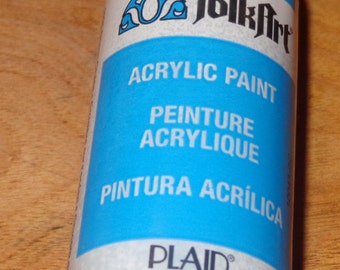 FolkArt®
ACRYLIC PAINT
PEINTURE
ACRYLIQUE
PINTURA ACRÍLICA
PLAID®